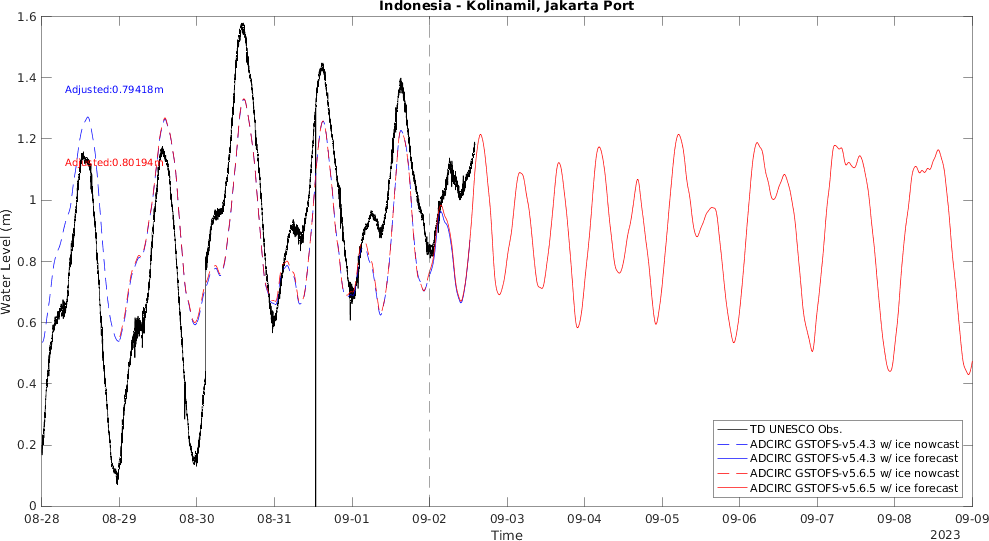 Indonesia - Kolinamil, Jakarta Port
1.6
1.4
1.2
1
0.8
0.6
0.4
0.2
0
Water Level (m)
Adjusted:0.79418m
Adjusted:0.80194m
TD UNESCO Obs.
ADCIRC GSTOFS-v5.4.3 w/ ice nowcast
ADCIRC GSTOFS-v5.4.3 w/ ice forecast
ADCIRC GSTOFS-v5.6.5 w/ ice nowcast
ADCIRC GSTOFS-v5.6.5 w/ ice forecast
08-28 08-29 08-30 08-31 09-01 09-02 09-03 09-04 09-05 09-06 09-07 09-08 09-09
Time 2023